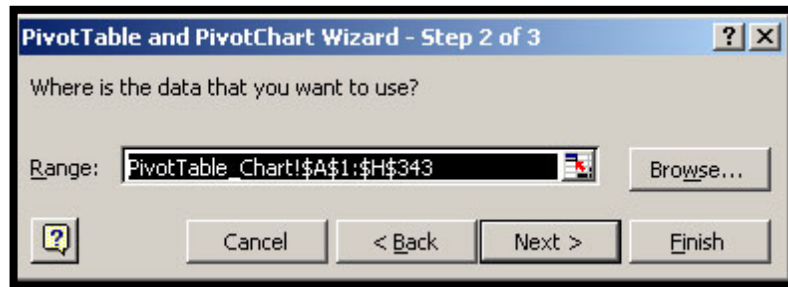 PivotTable and PivotChart Wizard - Step 2 of 3 ? X
Where is the data that you want to use?
Range: PivotTable_Chart!$A$1:$H$343 Browse...
? Cancel < Back Next > Finish